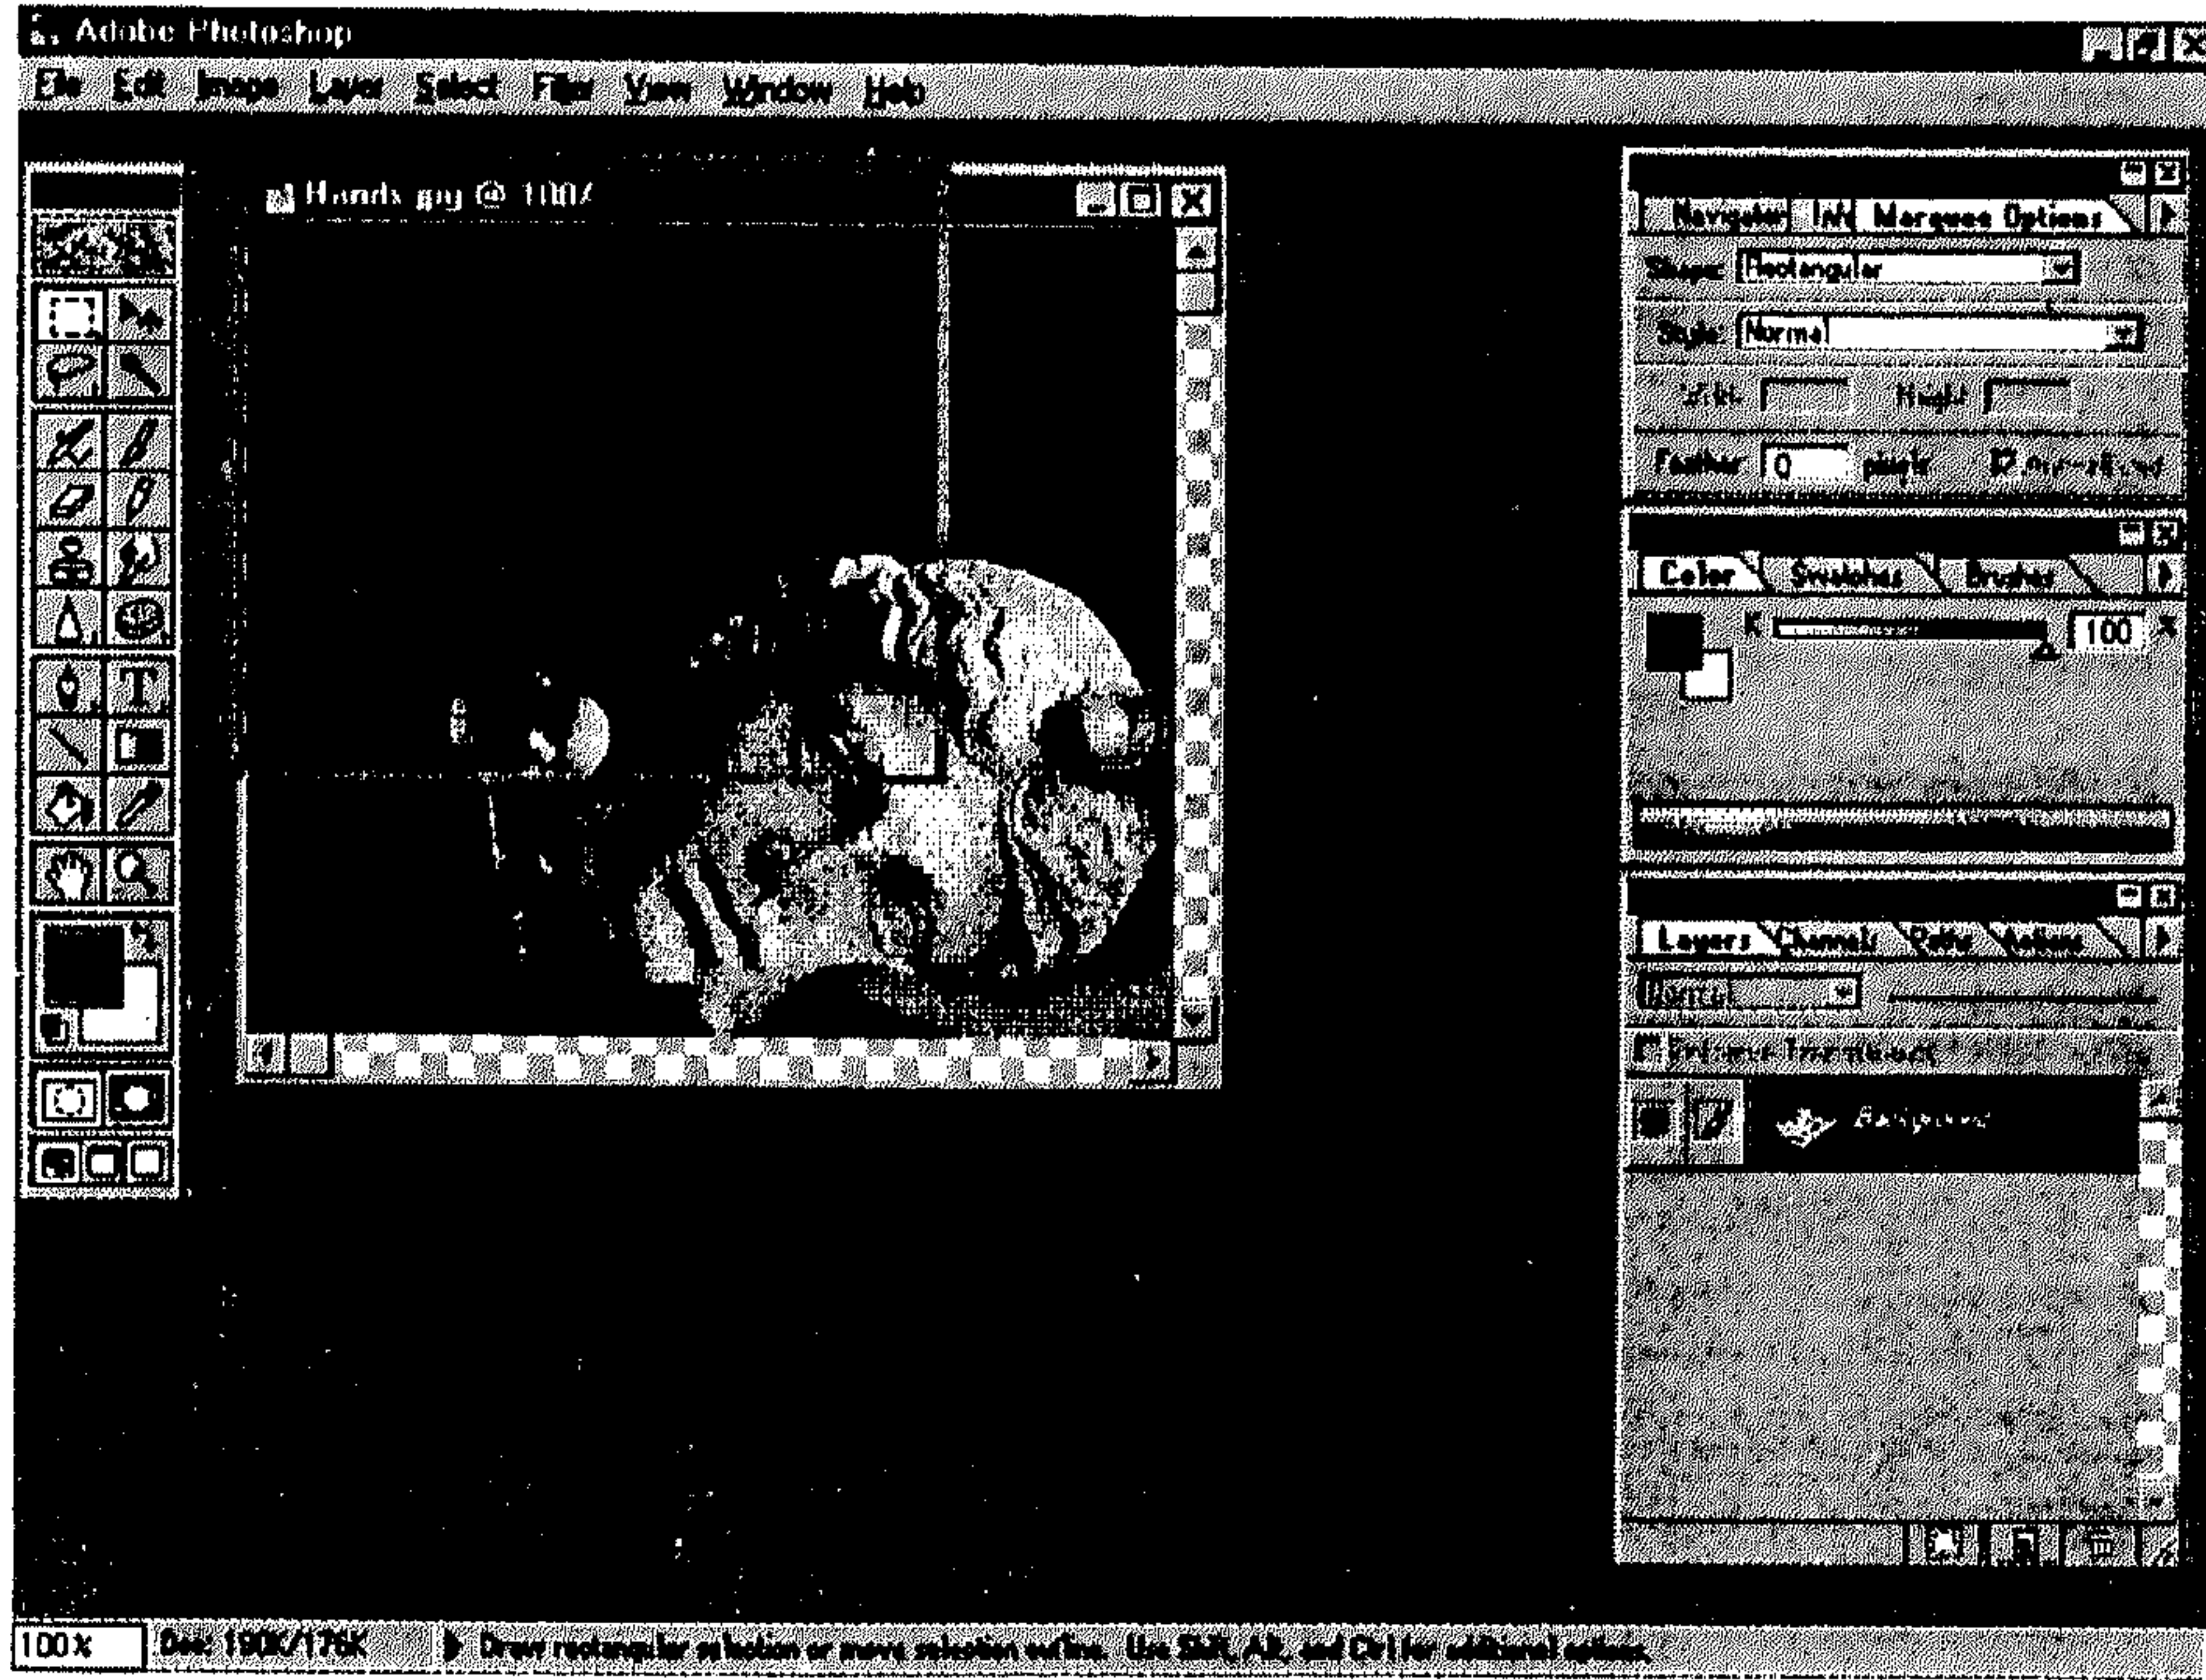 Adobe Photoshop
File Edit Image Layer Select Filter View Window Help
Hands.jpg @ 100%
Navigator Info Marquee Options
Shape: Rectangular
Style: Normal
Width: Height:
Feather: 0 pixels Anti-aliased
Color Swatches Brushes
K 100 %
Layers Channels Paths Actions
Normal
Background
T
100% Doc: 190K/176K Draw rectangular selection or move selection outline. Use Shift, Alt, and Ctrl for additional options.